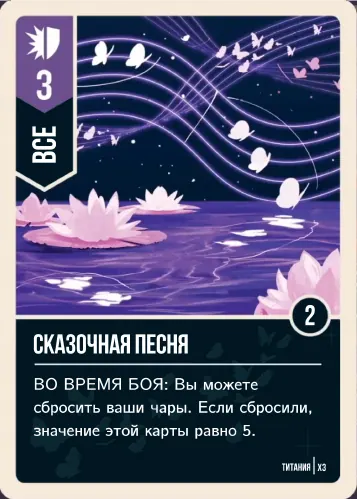 3
ВСЕ
2
СКАЗОЧНАЯ ПЕСНЯ
ВО ВРЕМЯ БОЯ: Вы можете
сбросить ваши чары. Если сбросили,
значение этой карты равно 5.
ТИТАНИЯ | X3